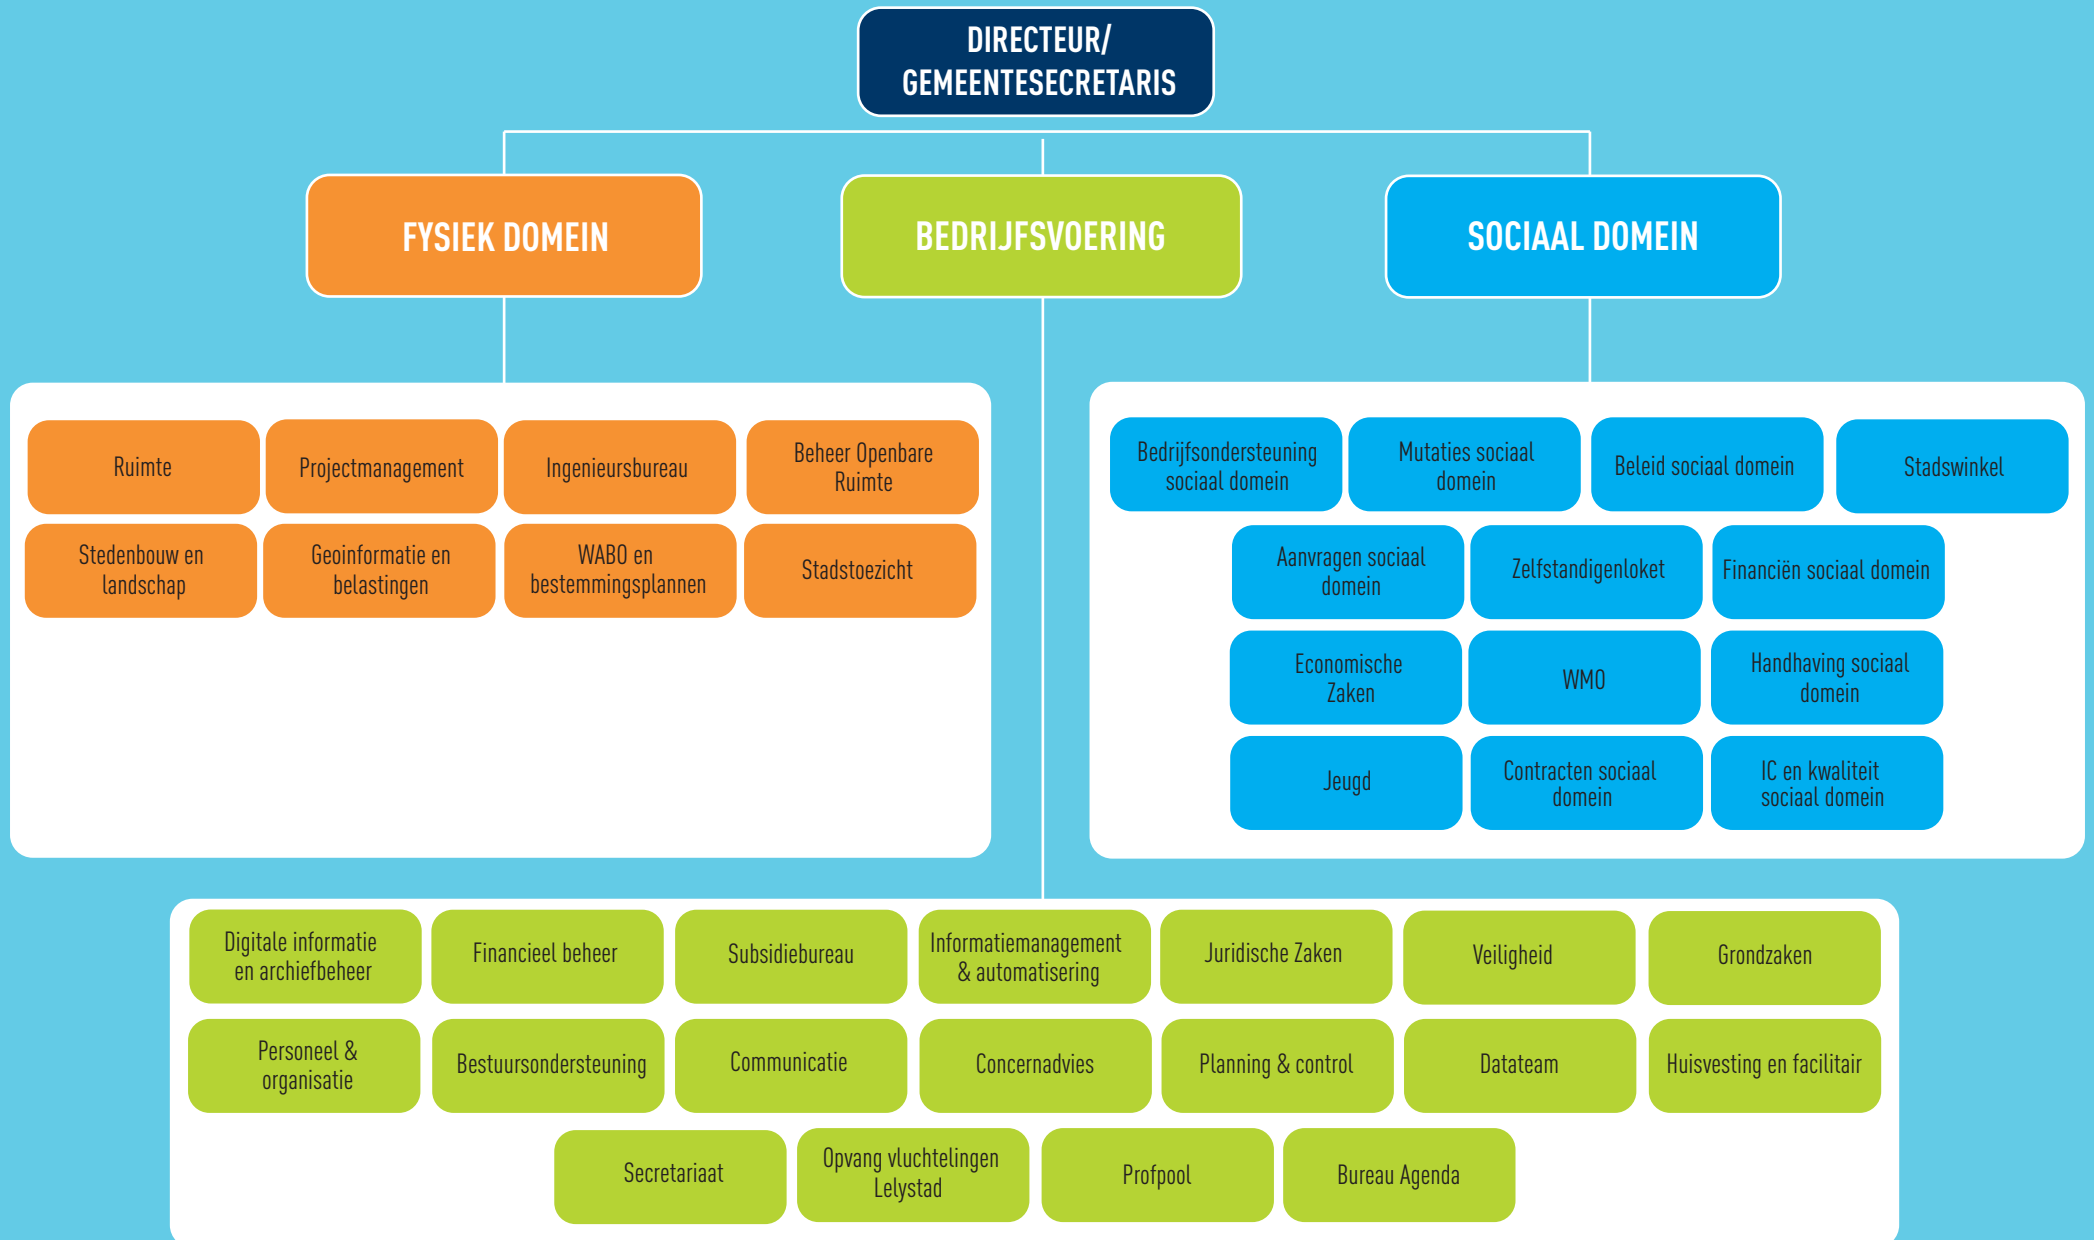 DIRECTEUR/
GEMEENTESECRETARIS
FYSIEK DOMEIN
BEDRIJFSVOERING
SOCIAAL DOMEIN
Ruimte
Projectmanagement
Ingenieursbureau
Beheer Openbare
Ruimte
Stedenbouw en
landschap
Geoinformatie en
belastingen
WABO en
bestemmingsplannen
Stadstoezicht
Bedrijfsondersteuning
sociaal domein
Mutaties sociaal
domein
Beleid sociaal domein
Stadswinkel
Aanvragen sociaal
domein
Zelfstandigenloket
Financiën sociaal domein
Economische
Zaken
WMO
Handhaving sociaal
domein
Jeugd
Contracten sociaal
domein
IC en kwaliteit
sociaal domein
Digitale informatie
en archiefbeheer
Financieel beheer
Subsidiebureau
Informatiemanagement
& automatisering
Juridische Zaken
Veiligheid
Grondzaken
Personeel &
organisatie
Bestuursondersteuning
Communicatie
Concernadvies
Planning & control
Datateam
Huisvesting en facilitair
Secretariaat
Opvang vluchtelingen
Lelystad
Profpool
Bureau Agenda